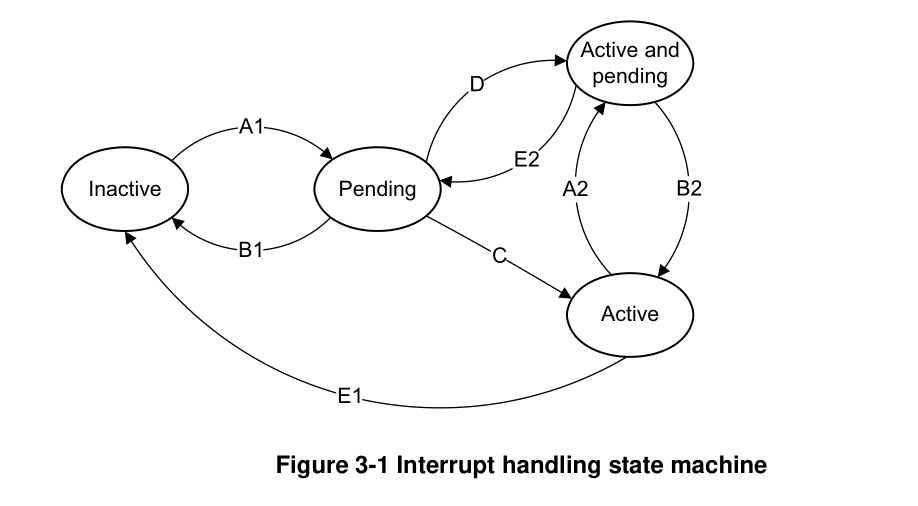 Active and
pending
D
A1
E2
Inactive
Pending
A2
B2
B1
C
Active
E1
Figure 3-1 Interrupt handling state machine